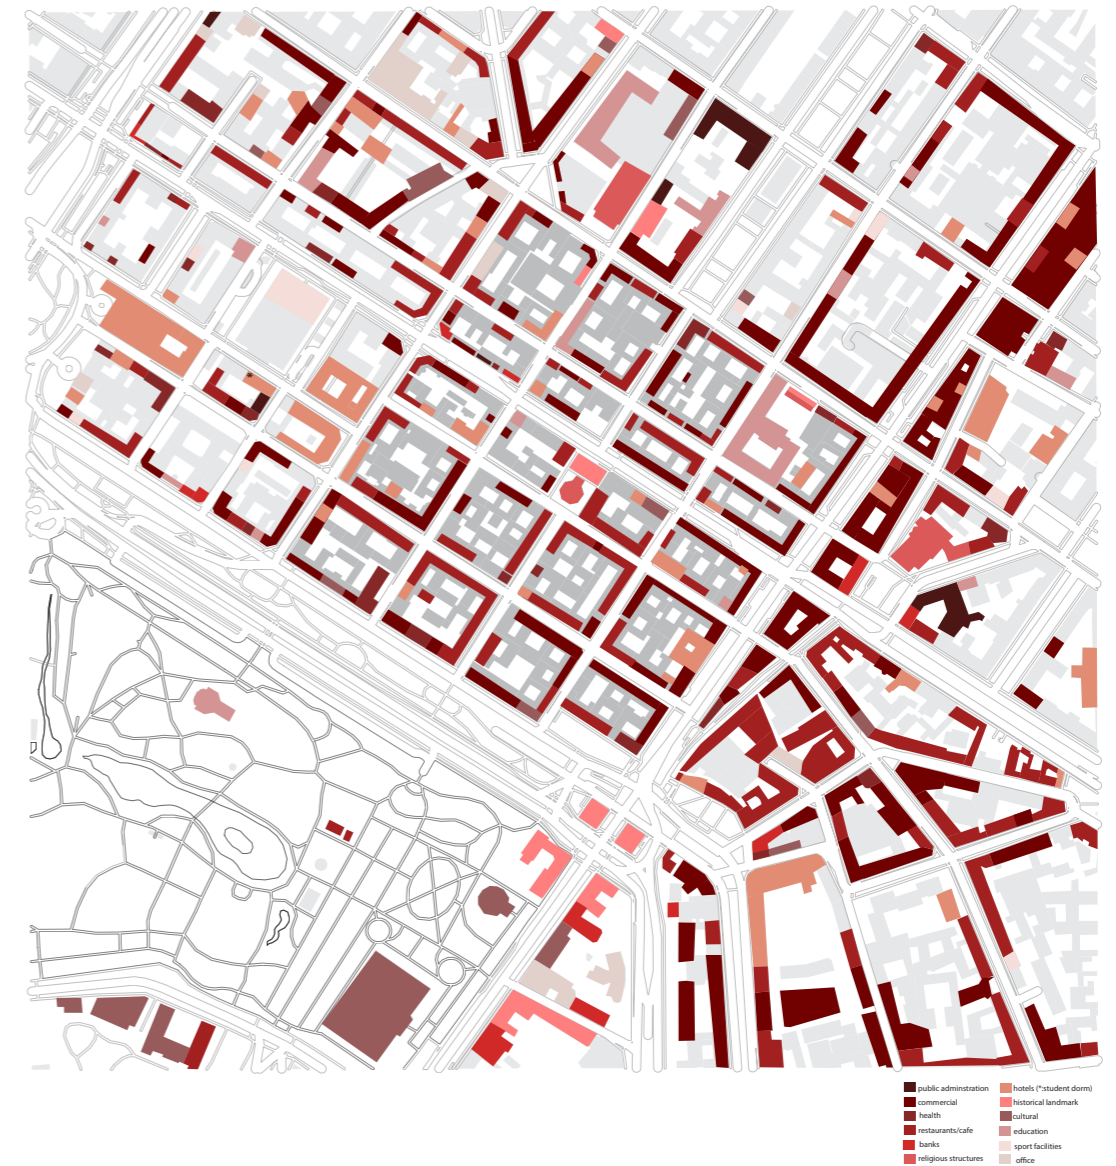 public adminstration
commercial
health
restaurants/cafe
banks
religious structures
hotels (*:student dorm)
historical landmark
cultural
education
sport facilities
office